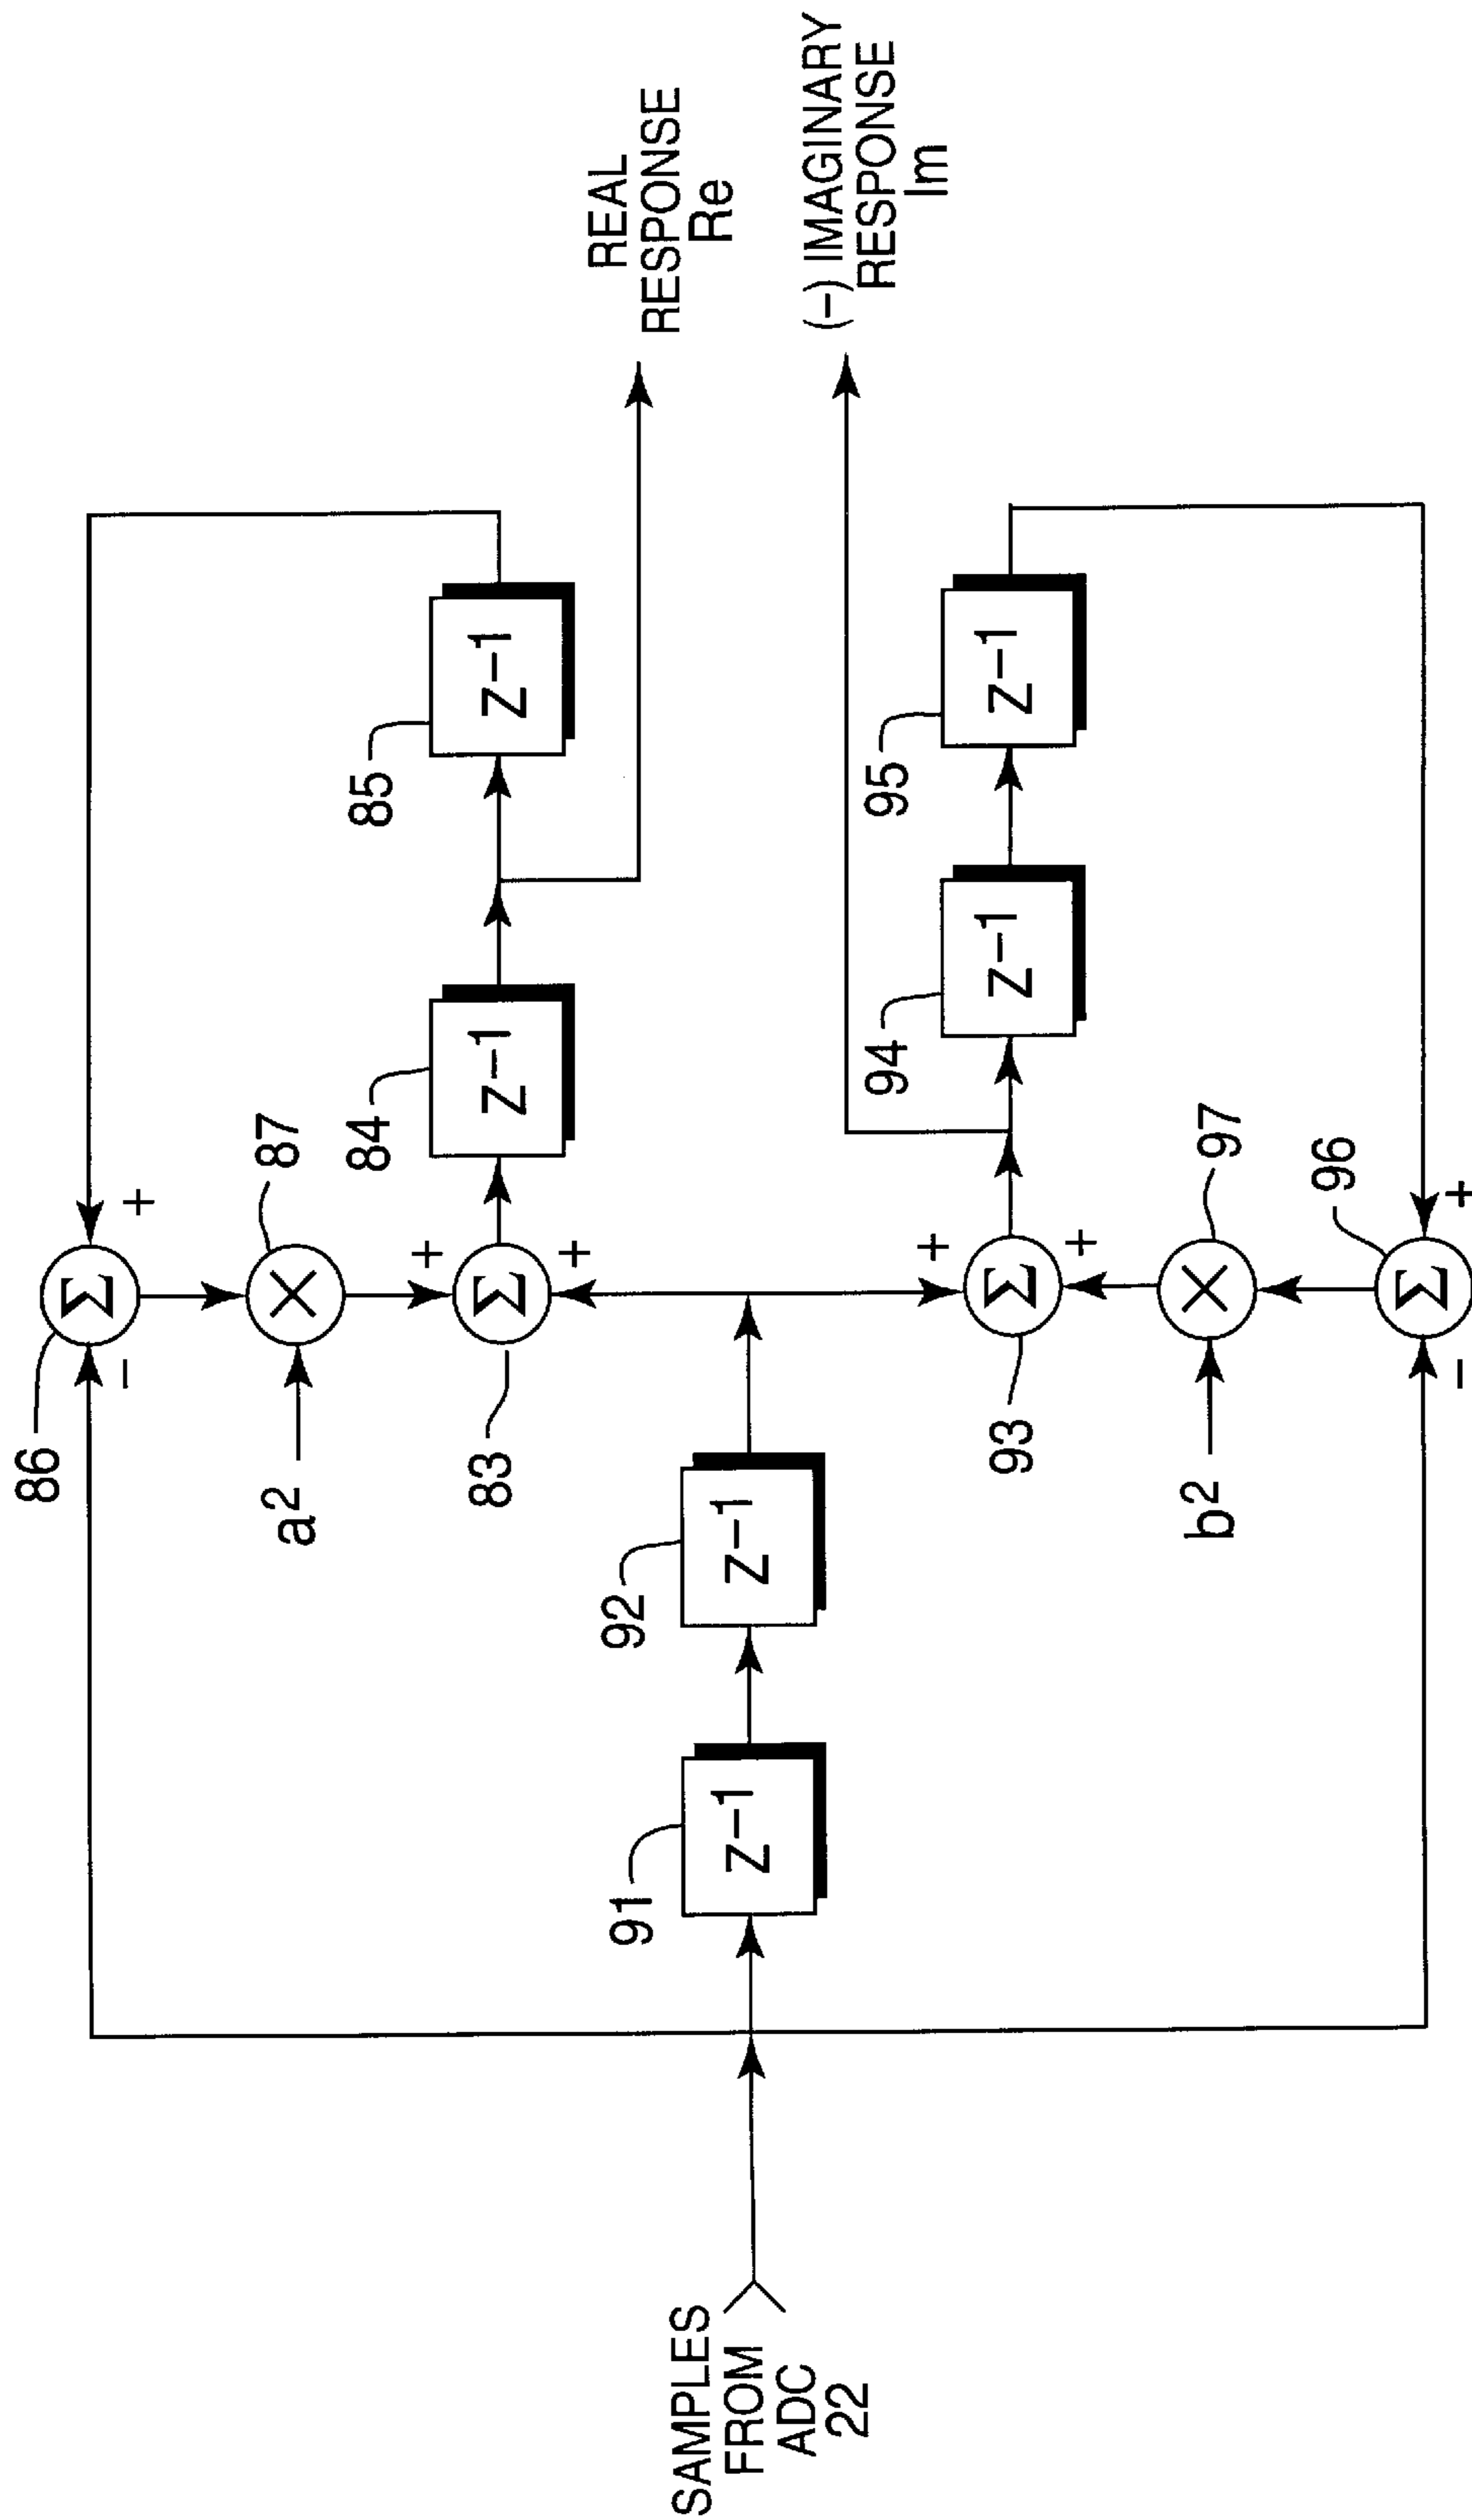 86
Σ
+
−
87
×
a²
+
83
Σ
+
84
z⁻¹
85
z⁻¹
REAL
RESPONSE
Re
SAMPLES
FROM
ADC
22
91
z⁻¹
92
z⁻¹
(−) IMAGINARY
RESPONSE
Im
93
+
Σ
+
94
z⁻¹
95
z⁻¹
b²
×
97
96
Σ
+
−